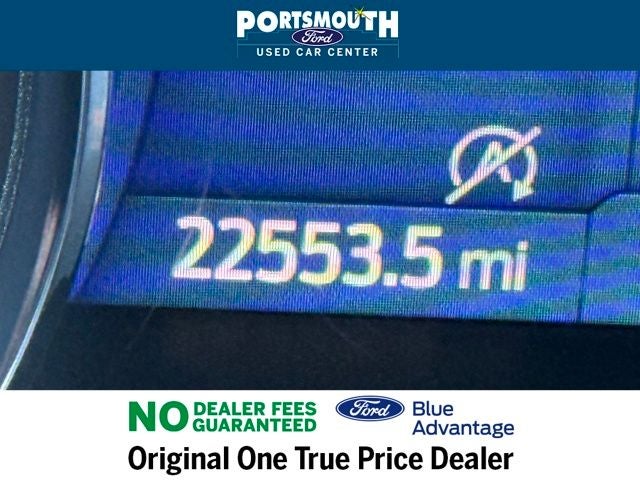 PORTSMOUTH
Ford
USED CAR CENTER
A
22553.5 mi
NO DEALER FEES GUARANTEED
Ford Blue Advantage
Original One True Price Dealer